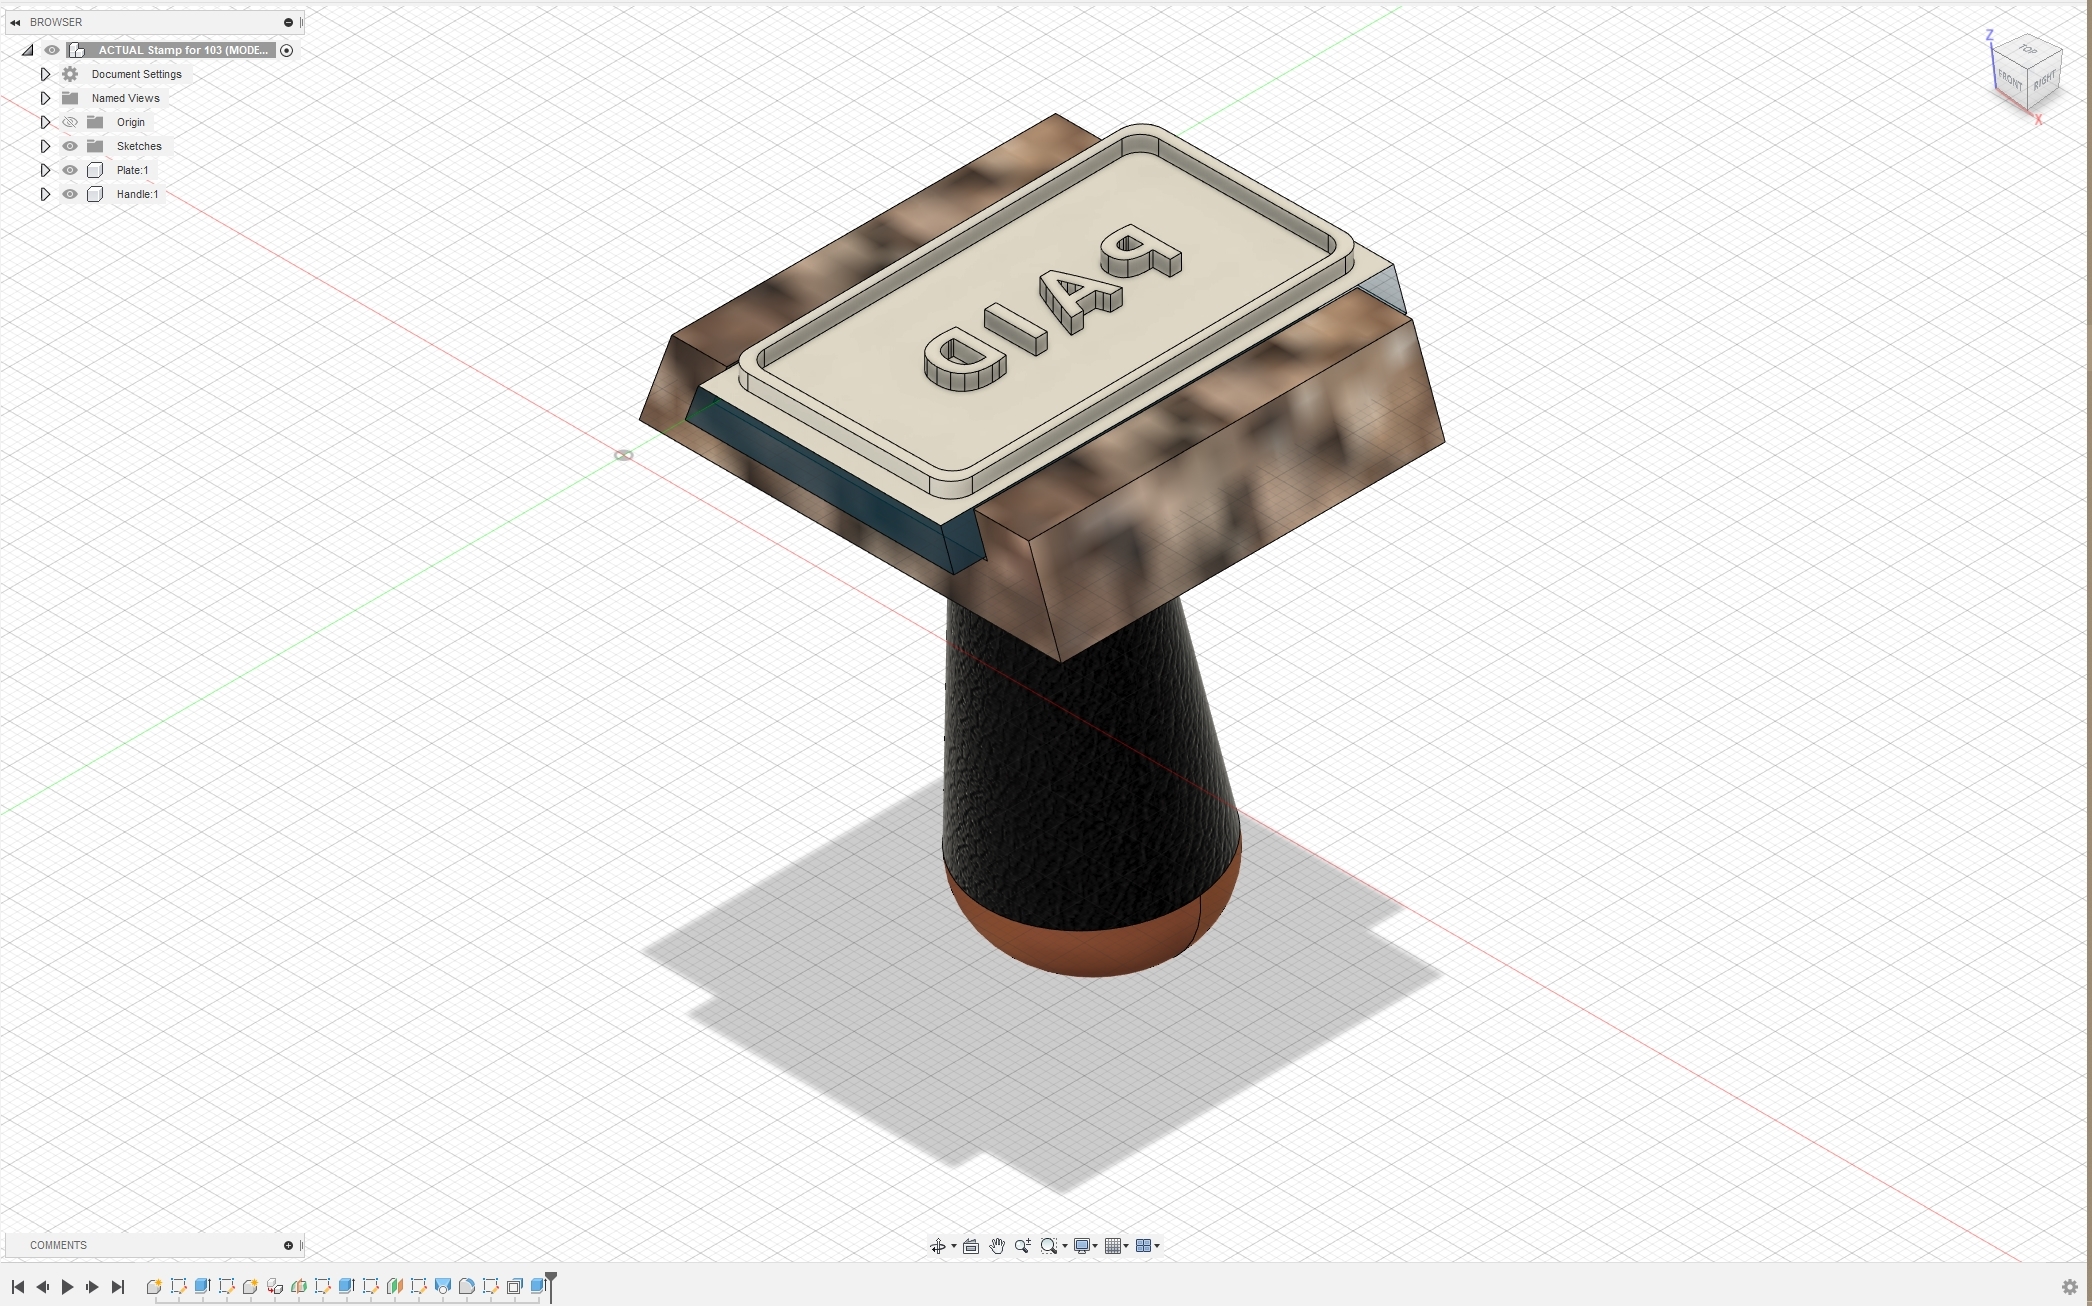 BROWSER
ACTUAL Stamp for 103 (MODE...
Document Settings
Named Views
Origin
Sketches
Plate:1
Handle:1
Z
TOP
FRONT
RIGHT
X
PAID
COMMENTS